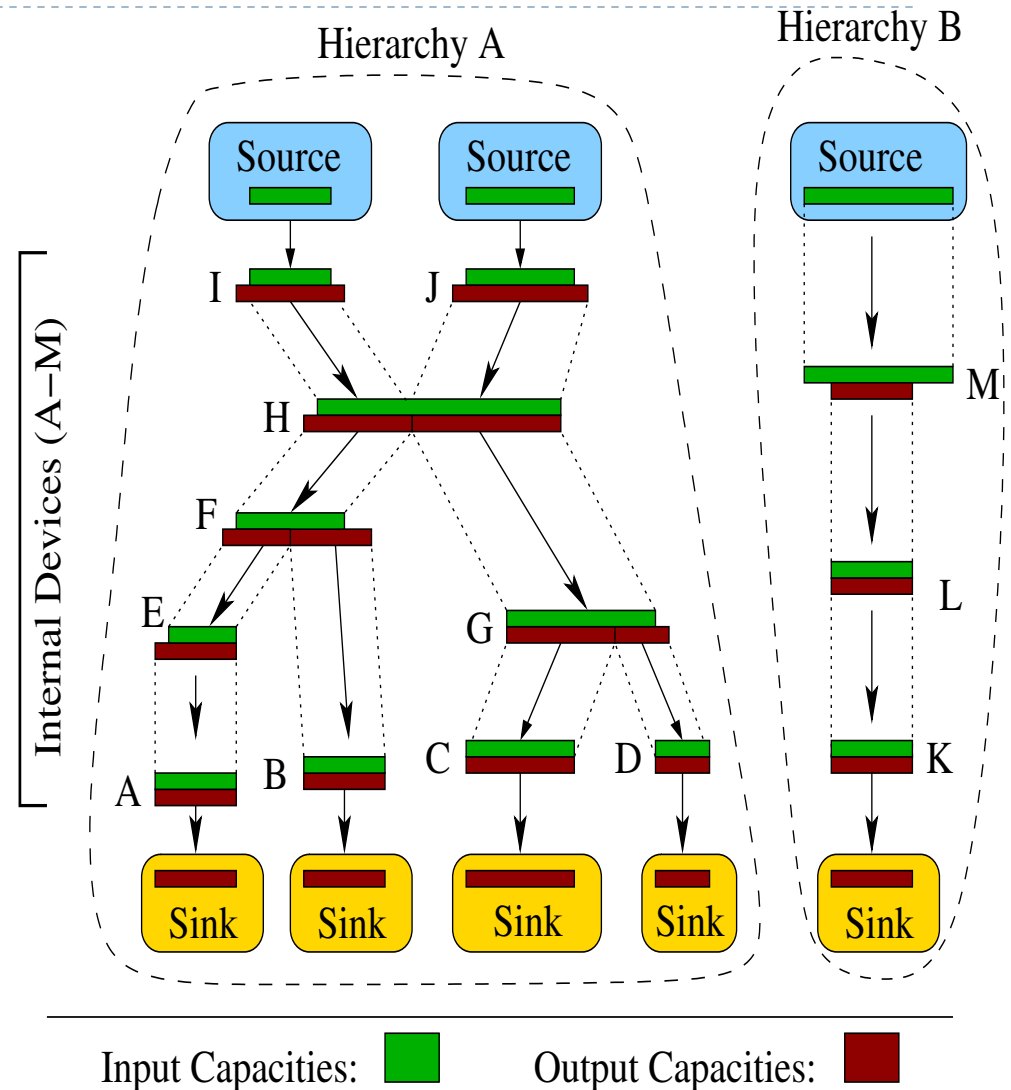 Hierarchy A
Hierarchy B
Source
Source
Source
Internal Devices (A−M)
I
J
M
H
F
E
G
L
C
D
K
B
A
Sink
Sink
Sink
Sink
Sink
Input Capacities:
Output Capacities: